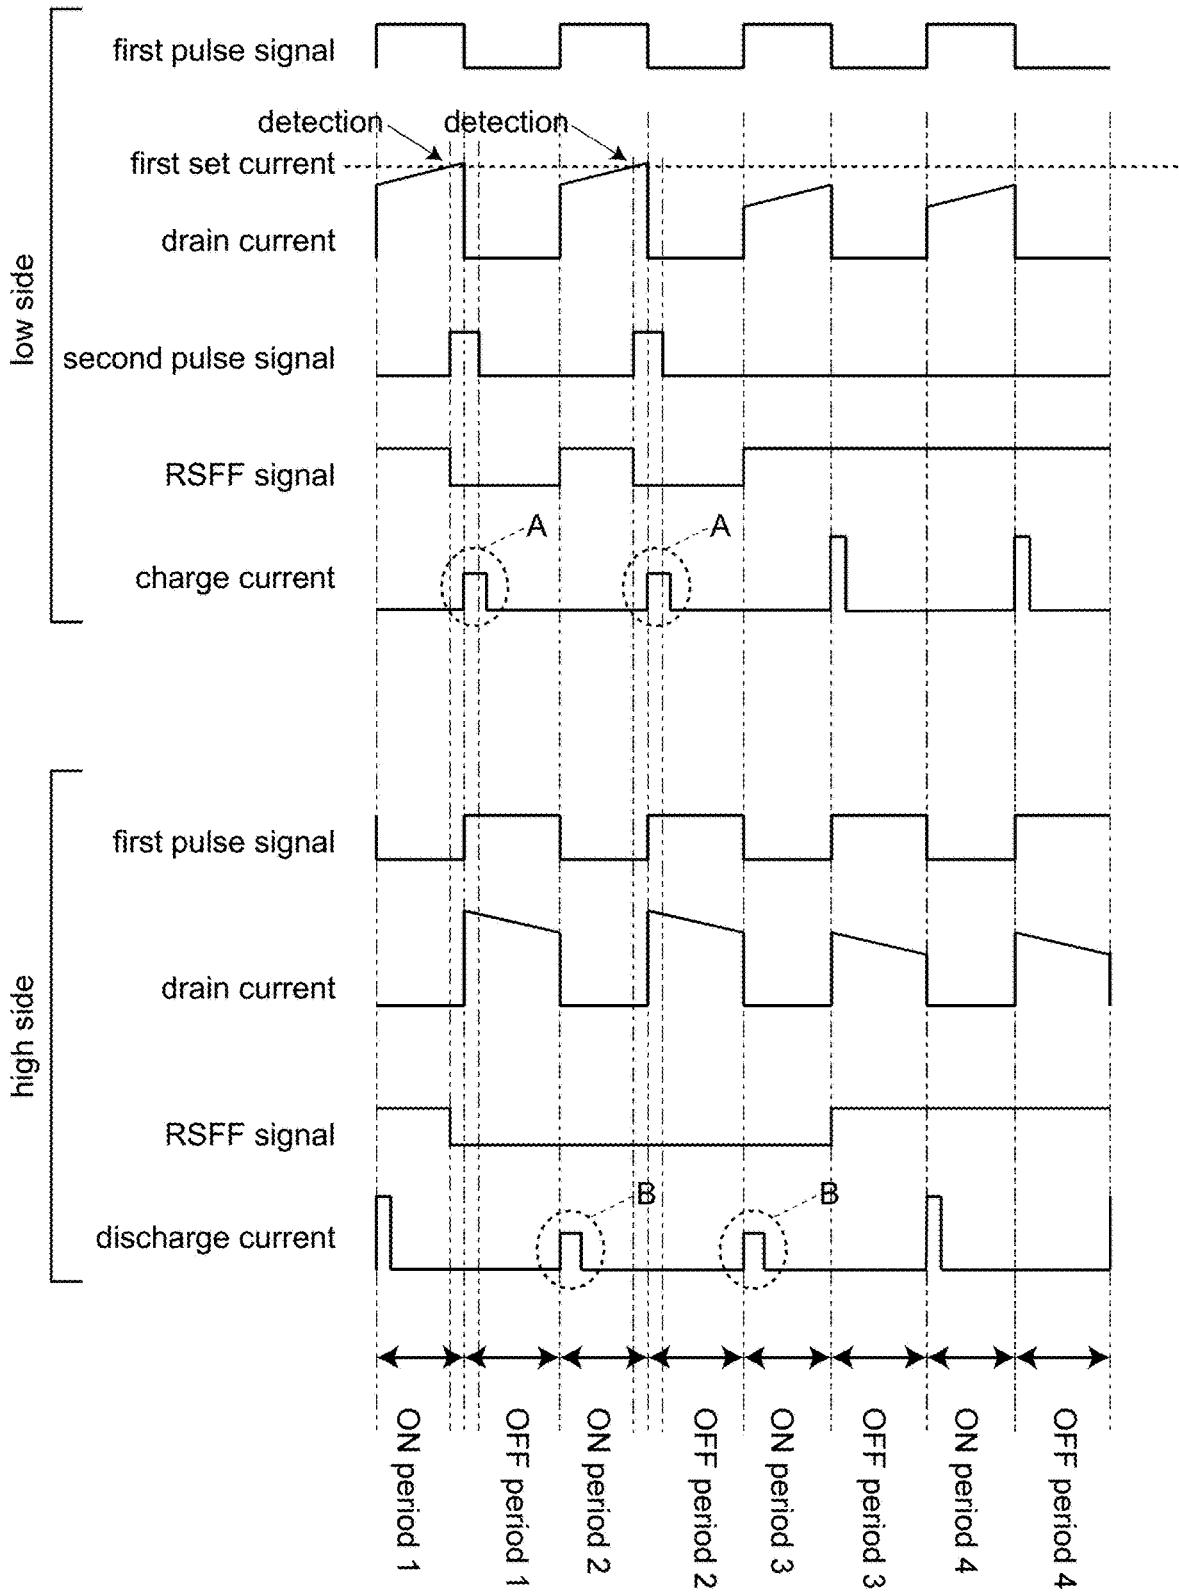 low side
first pulse signal
detection
detection
first set current
drain current
second pulse signal
RSFF signal
A
A
charge current
high side
first pulse signal
drain current
RSFF signal
B
B
discharge current
ON period 1
OFF period 1
ON period 2
OFF period 2
ON period 3
OFF period 3
ON period 4
OFF period 4